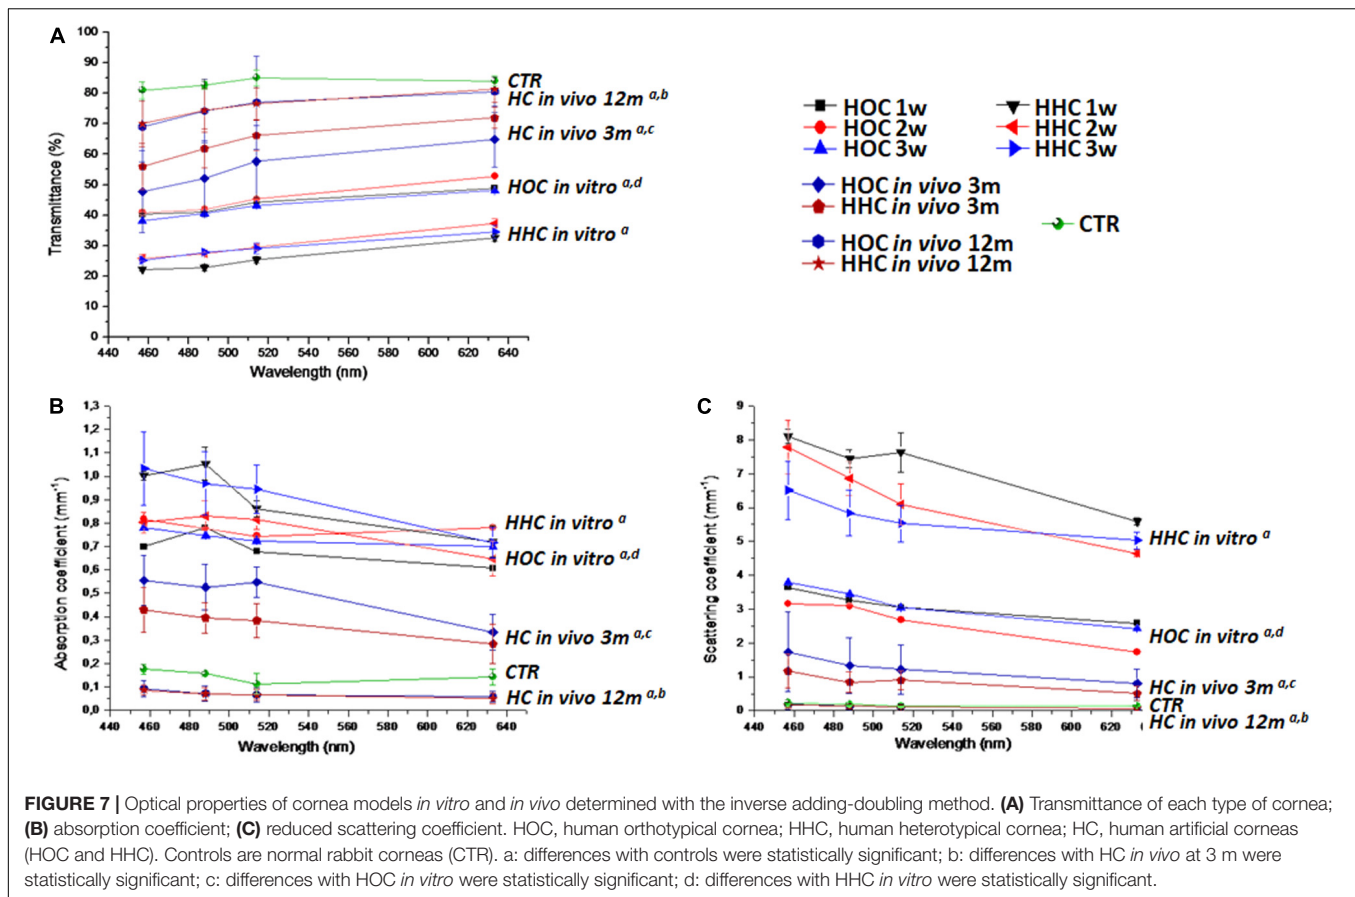 A
100
90
80
70
60
50
40
30
20
10
0
Transmittance (%)
440 460 480 500 520 540 560 580 600 620 640
Wavelength (nm)
CTR
HC in vivo 12m a,b
HC in vivo 3m a,c
HOC in vitro a,d
HHC in vitro a
HOC 1w
HOC 2w
HOC 3w
HHC 1w
HHC 2w
HHC 3w
HOC in vivo 3m
HHC in vivo 3m
HOC in vivo 12m
HHC in vivo 12m
CTR
B
1,3
1,2
1,1
1,0
0,9
0,8
0,7
0,6
0,5
0,4
0,3
0,2
0,1
0,0
Absorption coefficient (mm-1)
440 460 480 500 520 540 560 580 600 620 640
Wavelength (nm)
HHC in vitro a
HOC in vitro a,d
HC in vivo 3m a,c
CTR
HC in vivo 12m a,b
C
9
8
7
6
5
4
3
2
1
0
Scattering coefficient (mm-1)
440 460 480 500 520 540 560 580 600 620
Wavelength (nm)
HHC in vitro a
HOC in vitro a,d
HC in vivo 3m a,c
CTR
HC in vivo 12m a,b
FIGURE 7 | Optical properties of cornea models in vitro and in vivo determined with the inverse adding-doubling method. (A) Transmittance of each type of cornea;
(B) absorption coefficient; (C) reduced scattering coefficient. HOC, human orthotypical cornea; HHC, human heterotypical cornea; HC, human artificial corneas
(HOC and HHC). Controls are normal rabbit corneas (CTR). a: differences with controls were statistically significant; b: differences with HC in vivo at 3 m were
statistically significant; c: differences with HOC in vitro were statistically significant; d: differences with HHC in vitro were statistically significant.